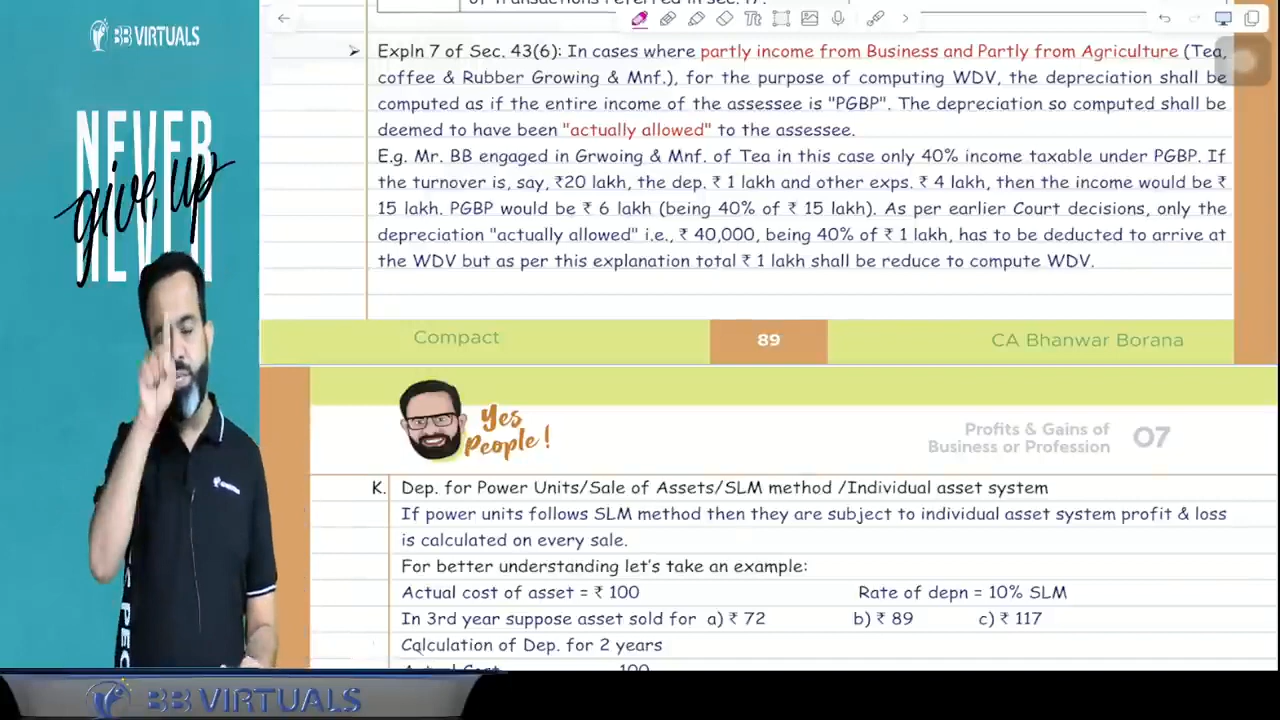 BB VIRTUALS
NEVER
give up
NEVER
of Transactions referred in sec. 47.
➢ Expln 7 of Sec. 43(6): In cases where partly income from Business and Partly from Agriculture (Tea,
coffee & Rubber Growing & Mnf.), for the purpose of computing WDV, the depreciation shall be
computed as if the entire income of the assessee is "PGBP". The depreciation so computed shall be
deemed to have been "actually allowed" to the assessee.
E.g. Mr. BB engaged in Grwoing & Mnf. of Tea in this case only 40% income taxable under PGBP. If
the turnover is, say, ₹20 lakh, the dep. ₹ 1 lakh and other exps. ₹ 4 lakh, then the income would be ₹
15 lakh. PGBP would be ₹ 6 lakh (being 40% of ₹ 15 lakh). As per earlier Court decisions, only the
depreciation "actually allowed" i.e., ₹ 40,000, being 40% of ₹ 1 lakh, has to be deducted to arrive at
the WDV but as per this explanation total ₹ 1 lakh shall be reduce to compute WDV.
Compact 89 CA Bhanwar Borana
Yes
People!
Profits & Gains of
Business or Profession 07
K. Dep. for Power Units/Sale of Assets/SLM method /Individual asset system
If power units follows SLM method then they are subject to individual asset system profit & loss
is calculated on every sale.
For better understanding let's take an example:
Actual cost of asset = ₹ 100 Rate of depn = 10% SLM
In 3rd year suppose asset sold for a) ₹ 72 b) ₹ 89 c) ₹ 117
Calculation of Dep. for 2 years
Actual Cost 100
BB VIRTUALS